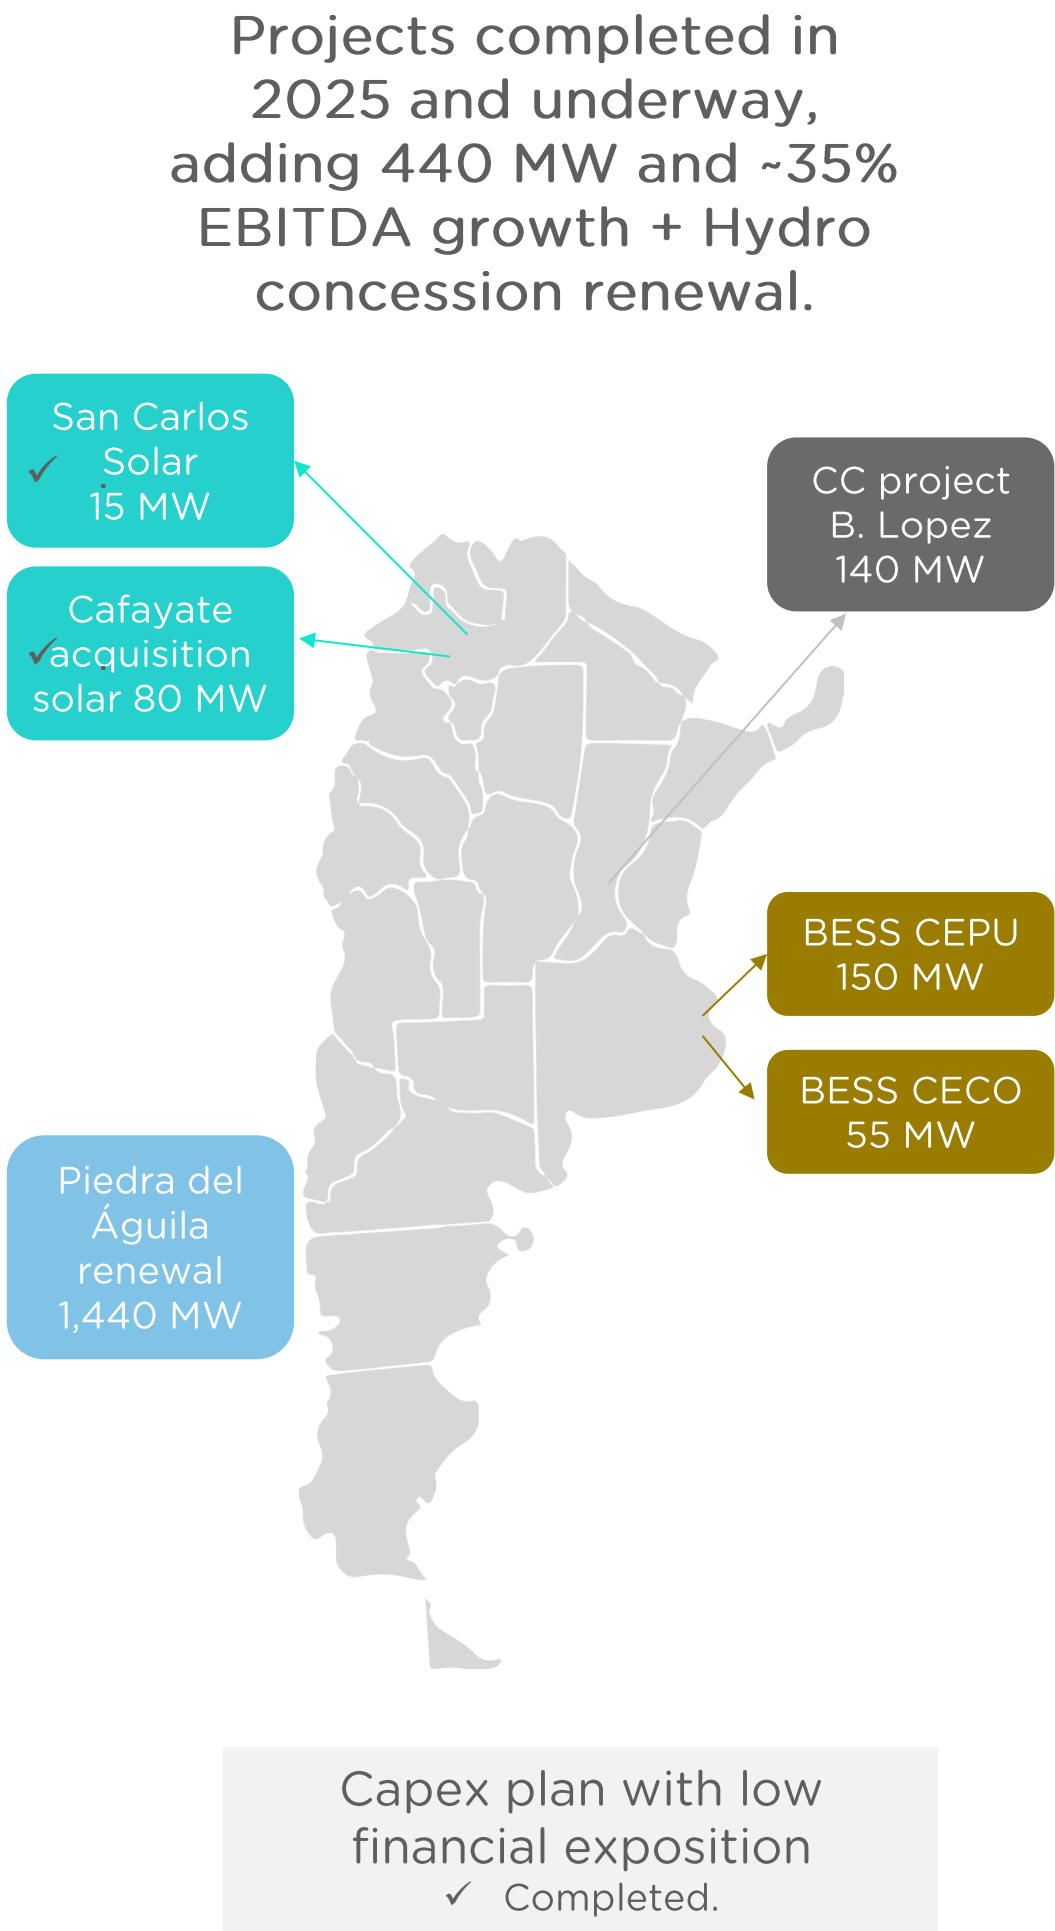 Projects completed in
2025 and underway,
adding 440 MW and ~35%
EBITDA growth + Hydro
concession renewal.
San Carlos
✓ Solar
15 MW
Cafayate
✓ acquisition
solar 80 MW
CC project
B. Lopez
140 MW
BESS CEPU
150 MW
BESS CECO
55 MW
Piedra del
Águila
renewal
1,440 MW
Capex plan with low
financial exposition
✓ Completed.